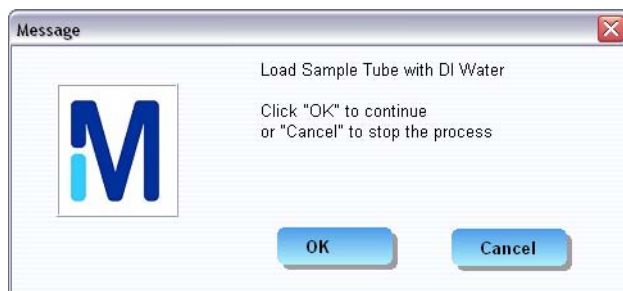 Message
Load Sample Tube with DI Water
Click "OK" to continue
or "Cancel" to stop the process
iM
OK
Cancel